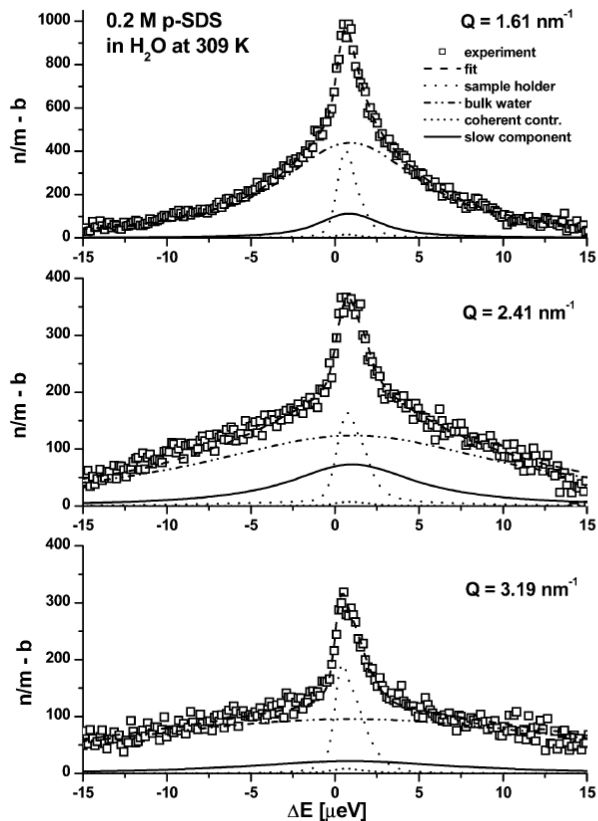 0.2 M p-SDS
in H₂O at 309 K
Q = 1.61 nm⁻¹
experiment
fit
sample holder
bulk water
coherent contr.
slow component
n/m - b
1000
800
600
400
200
0
-15 -10 -5 0 5 10 15
Q = 2.41 nm⁻¹
n/m - b
400
300
200
100
0
-15 -10 -5 0 5 10 15
Q = 3.19 nm⁻¹
n/m - b
400
300
200
100
0
-15 -10 -5 0 5 10 15
ΔE [μeV]